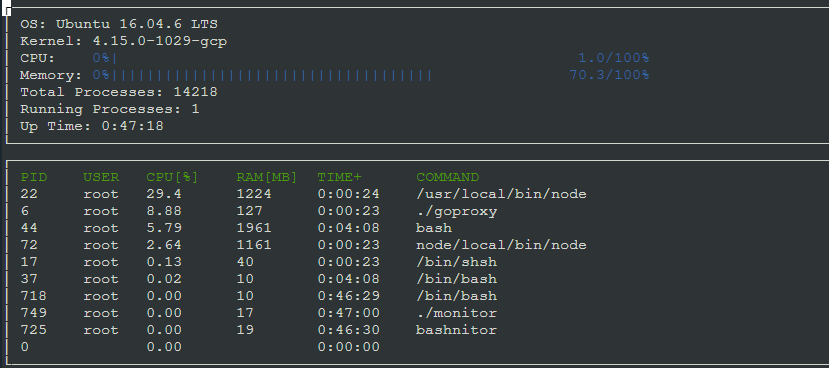 OS: Ubuntu 16.04.6 LTS
Kernel: 4.15.0-1029-gcp
CPU: 0%| 1.0/100%
Memory: 0%|||||||||||||||||||||||||||||||||||| 70.3/100%
Total Processes: 14218
Running Processes: 1
Up Time: 0:47:18
PID USER CPU[%] RAM[MB] TIME+ COMMAND
22 root 29.4 1224 0:00:24 /usr/local/bin/node
6 root 8.88 127 0:00:23 ./goproxy
44 root 5.79 1961 0:04:08 bash
72 root 2.64 1161 0:00:23 node/local/bin/node
17 root 0.13 40 0:00:23 /bin/shsh
37 root 0.02 10 0:04:08 /bin/bash
718 root 0.00 10 0:46:29 /bin/bash
749 root 0.00 17 0:47:00 ./monitor
725 root 0.00 19 0:46:30 bashnitor
0 0.00 0:00:00